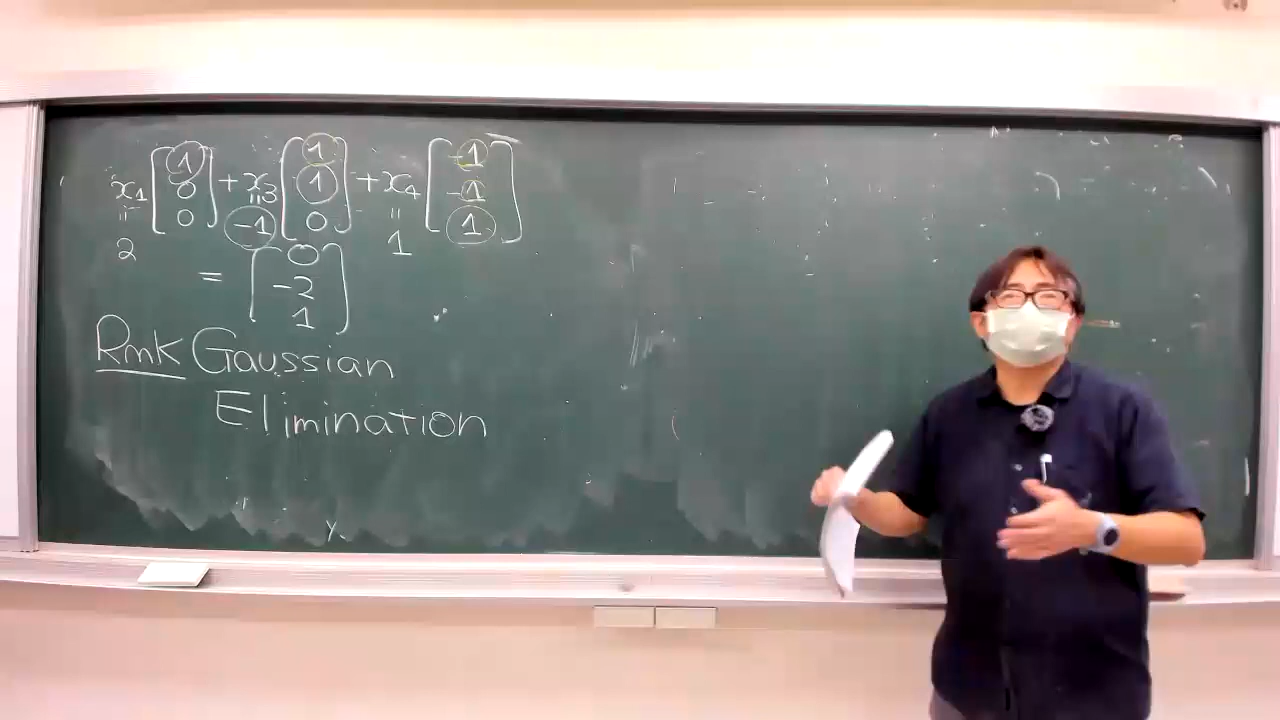 x₁ [1 0 0] + x₃ [1 1 0] + x₄ [-1 -1 1]
= 2 = -1 = 1
= [0 -2 1]
Rmk Gaussian
Elimination